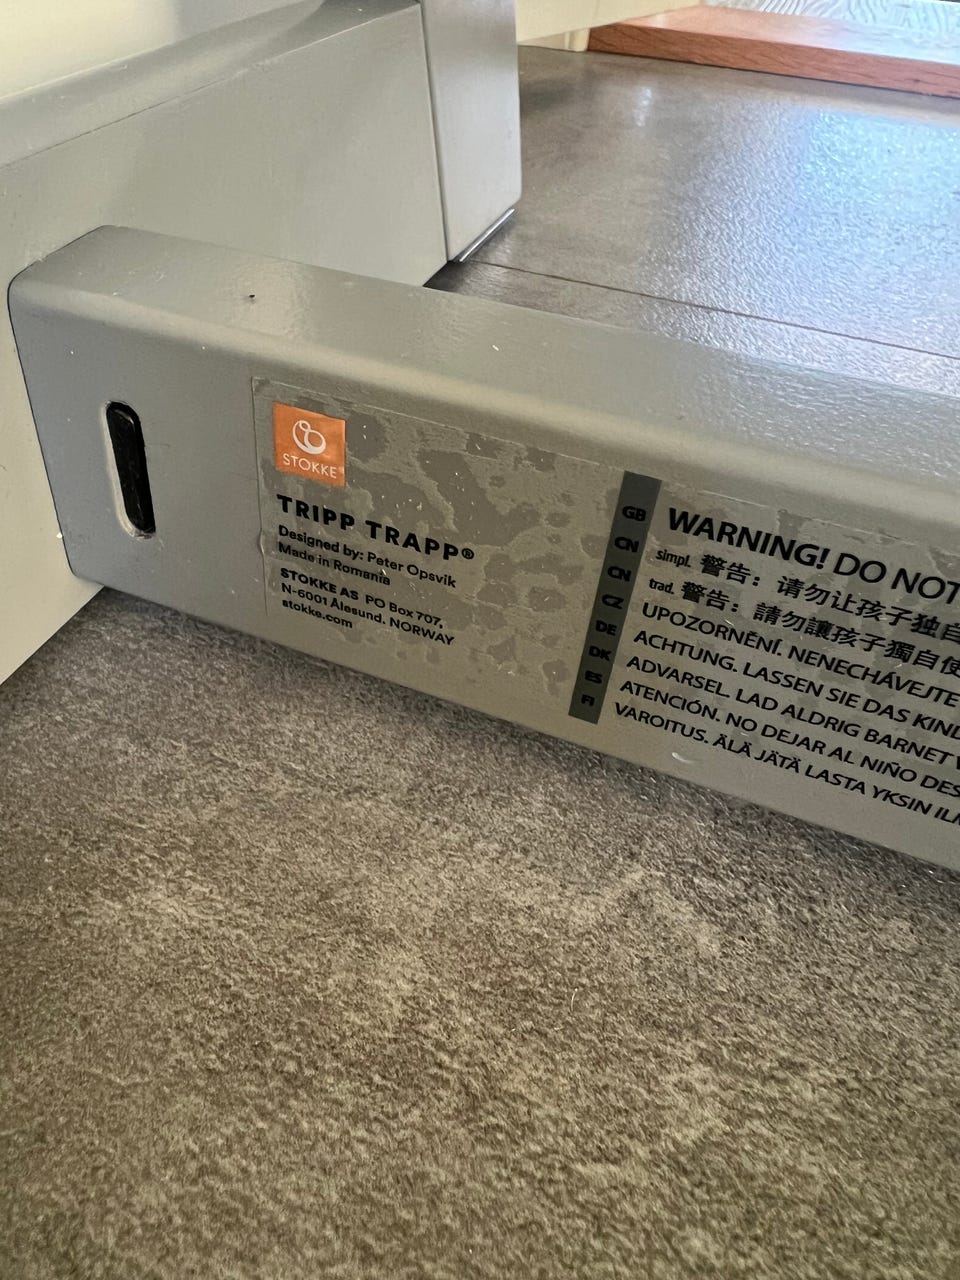 STOKKE®
TRIPP TRAPP®
Designed by: Peter Opsvik
Made in Romania
STOKKE AS PO Box 707,
N-6001 Ålesund, NORWAY
stokke.com
GB WARNING! DO NOT
CN simpl. 警告：请勿让孩子独自
CN trad. 警告：請勿讓孩子獨自使
CZ UPOZORNĚNÍ. NENECHÁVEJTE
DE ACHTUNG. LASSEN SIE DAS KIND
DK ADVARSEL. LAD ALDRIG BARNET
ES ATENCIÓN. NO DEJAR AL NIÑO DES
FI VAROITUS. ÄLÄ JÄTÄ LASTA YKSIN